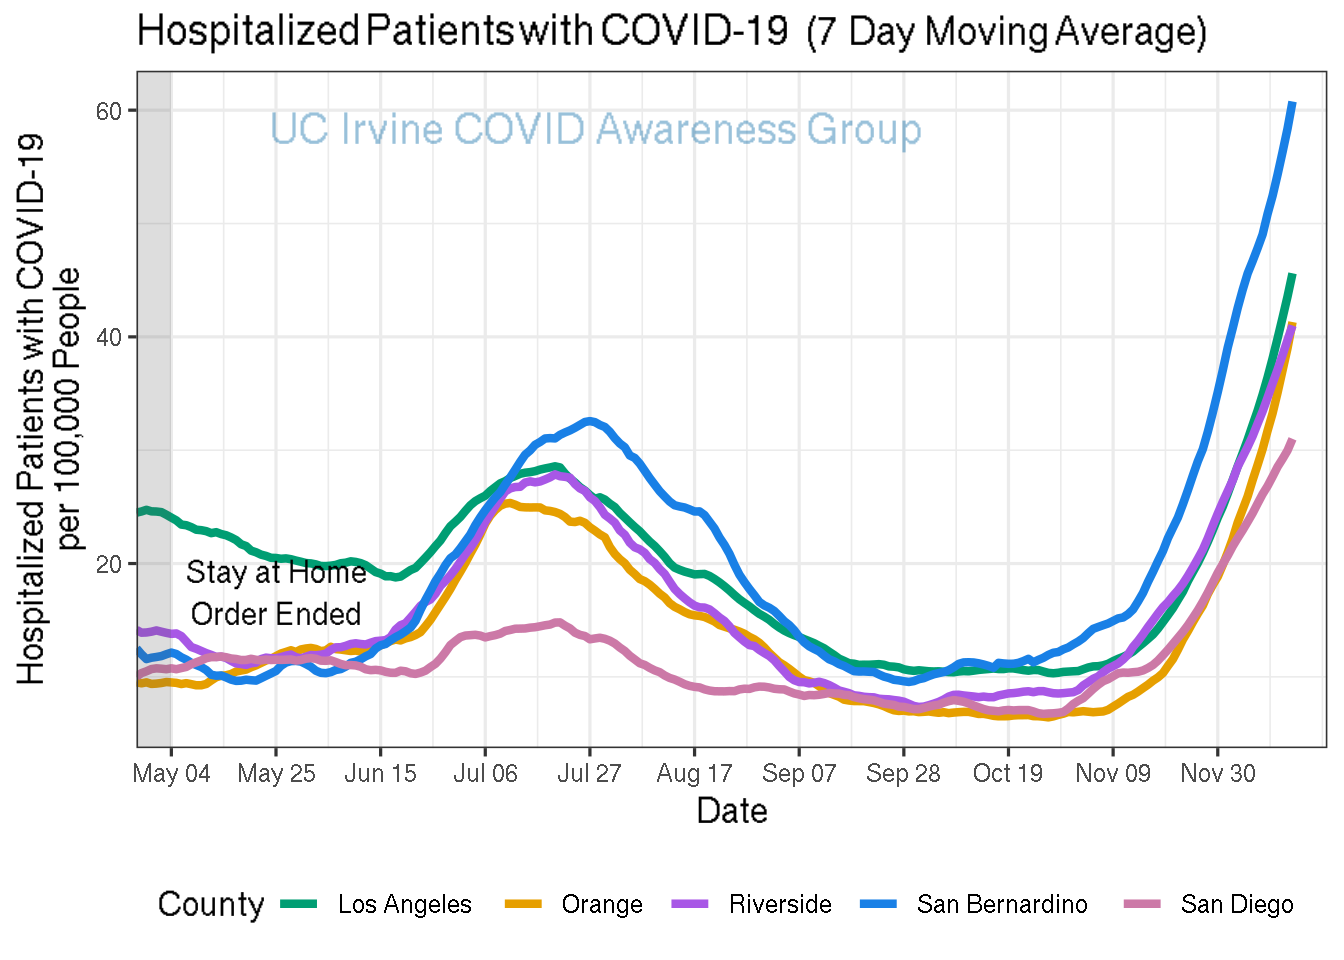 Hospitalized Patients with COVID-19 (7 Day Moving Average)
UC Irvine COVID Awareness Group
Hospitalized Patients with COVID-19
per 100,000 People
60
40
20
Stay at Home
Order Ended
May 04 May 25 Jun 15 Jul 06 Jul 27 Aug 17 Sep 07 Sep 28 Oct 19 Nov 09 Nov 30
Date
County Los Angeles Orange Riverside San Bernardino San Diego